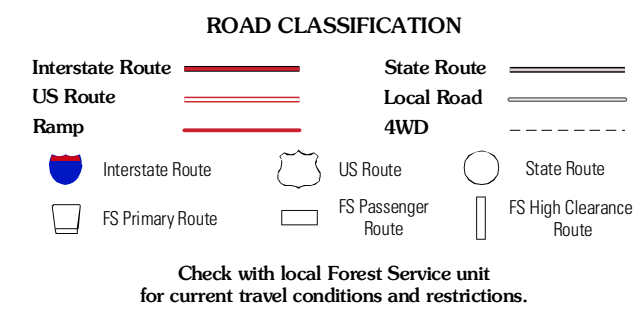 ROAD CLASSIFICATION
Interstate Route
State Route
US Route
Local Road
Ramp
4WD
Interstate Route
US Route
State Route
FS Primary Route
FS Passenger
Route
FS High Clearance
Route
Check with local Forest Service unit
for current travel conditions and restrictions.